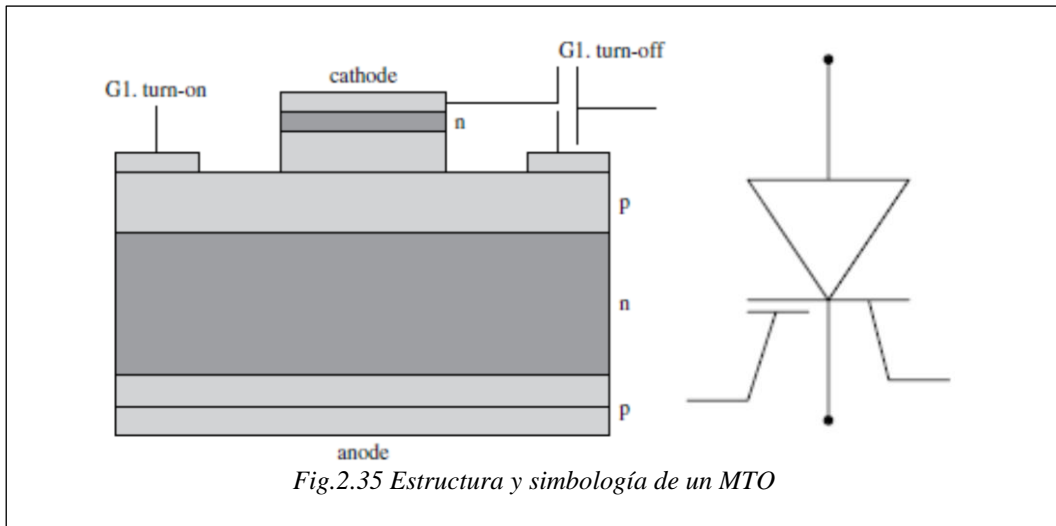 G1. turn-off
cathode
G1. turn-on
n
p
n
p
anode
Fig.2.35 Estructura y simbología de un MTO